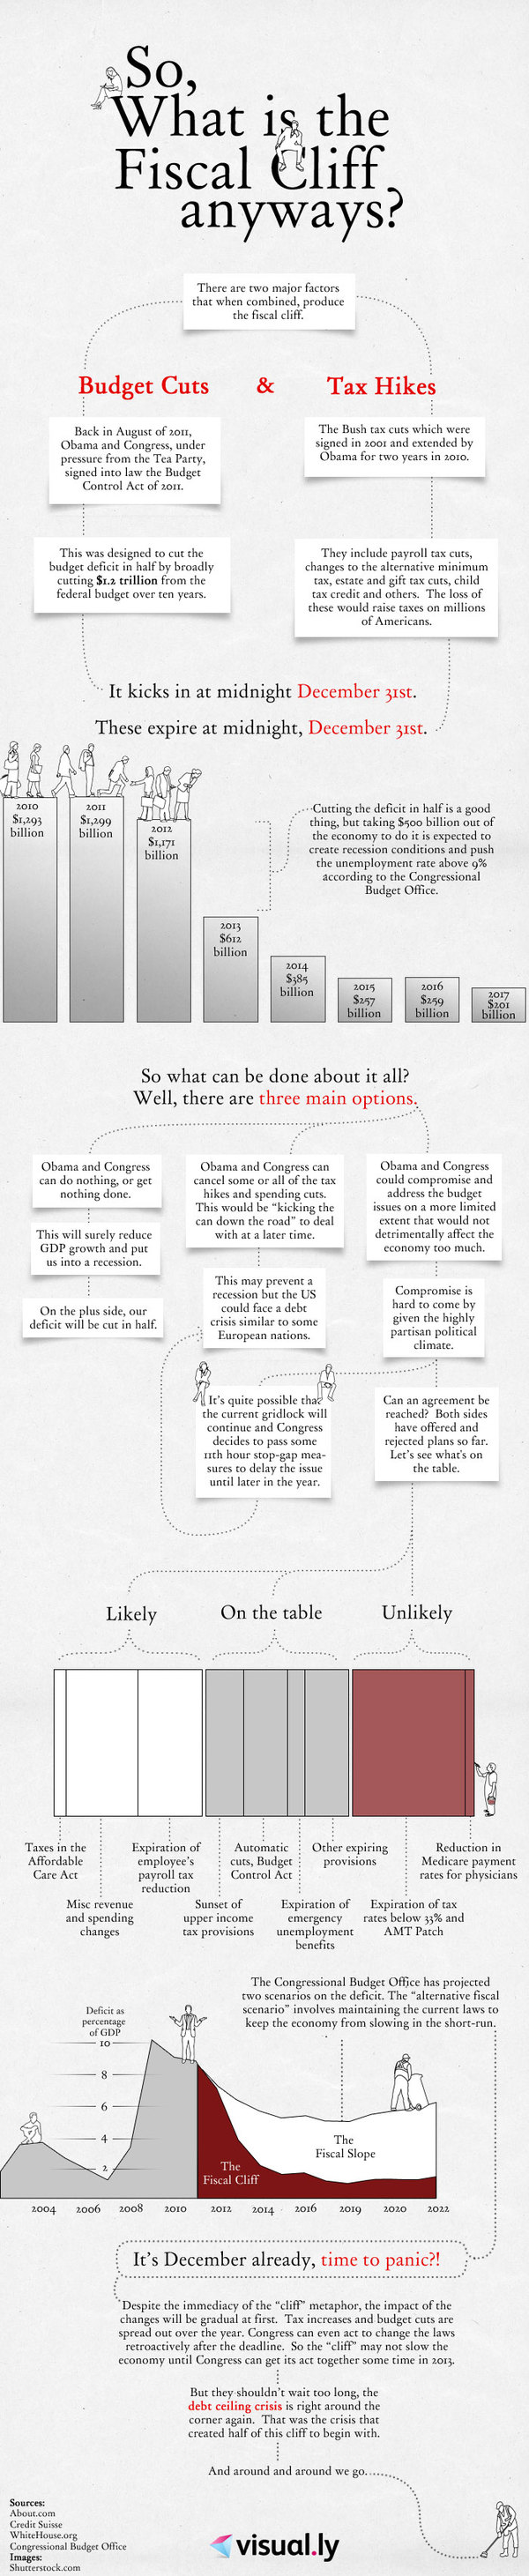 So,
What is the
Fiscal Cliff
anyways?
There are two major factors
that when combined, produce
the fiscal cliff.
Budget Cuts & Tax Hikes
Back in August of 2011,
Obama and Congress, under
pressure from the Tea Party,
signed into law the Budget
Control Act of 2011.
The Bush tax cuts which were
signed in 2001 and extended by
Obama for two years in 2010.
This was designed to cut the
budget deficit in half by broadly
cutting $1.2 trillion from the
federal budget over ten years.
They include payroll tax cuts,
changes to the alternative minimum
tax, estate and gift tax cuts, child
tax credit and others. The loss of
these would raise taxes on millions
of Americans.
It kicks in at midnight December 31st.
These expire at midnight, December 31st.
2010
$1,293
billion
2011
$1,299
billion
2012
$1,171
billion
2013
$612
billion
2014
$385
billion
2015
$257
billion
2016
$259
billion
2017
$201
billion
Cutting the deficit in half is a good
thing, but taking $500 billion out of
the economy to do it is expected to
create recession conditions and push
the unemployment rate above 9%
according to the Congressional
Budget Office.
So what can be done about it all?
Well, there are three main options.
Obama and Congress
can do nothing, or get
nothing done.
This will surely reduce
GDP growth and put
us into a recession.
On the plus side, our
deficit will be cut in half.
Obama and Congress can
cancel some or all of the tax
hikes and spending cuts.
This would be “kicking the
can down the road” to deal
with at a later time.
This may prevent a
recession but the US
could face a debt
crisis similar to some
European nations.
It’s quite possible that
the current gridlock will
continue and Congress
decides to pass some
11th hour stop-gap mea-
sures to delay the issue
until later in the year.
Obama and Congress
could compromise and
address the budget
issues on a more limited
extent that would not
detrimentally affect the
economy too much.
Compromise is
hard to come by
given the highly
partisan political
climate.
Can an agreement be
reached? Both sides
have offered and
rejected plans so far.
Let’s see what’s on
the table.
Likely
On the table
Unlikely
Taxes in the
Affordable
Care Act
Misc revenue
and spending
changes
Expiration of
employee’s
payroll tax
reduction
Sunset of
upper income
tax provisions
Automatic
cuts, Budget
Control Act
Expiration of
emergency
unemployment
benefits
Other expiring
provisions
Expiration of tax
rates below 33% and
AMT Patch
Reduction in
Medicare payment
rates for physicians
The Congressional Budget Office has projected
two scenarios on the deficit. The “alternative fiscal
scenario” involves maintaining the current laws to
keep the economy from slowing in the short-run.
Deficit as
percentage
of GDP
10
8
6
4
2
The
Fiscal Slope
The
Fiscal Cliff
2004 2006 2008 2010 2012 2014 2016 2019 2020 2022
It’s December already, time to panic?!
Despite the immediacy of the “cliff” metaphor, the impact of the
changes will be gradual at first. Tax increases and budget cuts are
spread out over the year. Congress can even act to change the laws
retroactively after the deadline. So the “cliff” may not slow the
economy until Congress can get its act together some time in 2013.
But they shouldn’t wait too long, the
debt ceiling crisis is right around the
corner again. That was the crisis that
created half of this cliff to begin with.
And around and around we go.
Sources:
About.com
Credit Suisse
WhiteHouse.org
Congressional Budget Office
Images:
Shutterstock.com
visual.ly